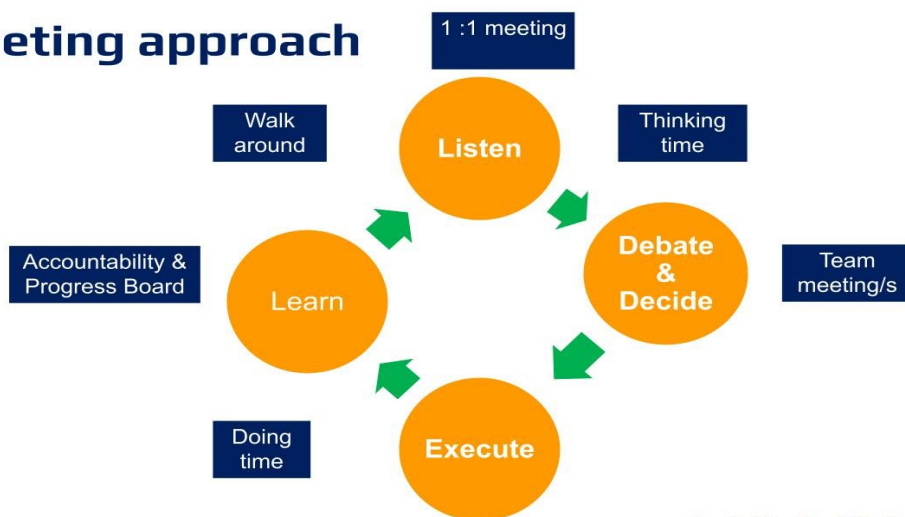 eting approach
1 :1 meeting
Walk
around
Listen
Thinking
time
Debate
&
Decide
Team
meeting/s
Accountability &
Progress Board
Learn
Doing
time
Execute